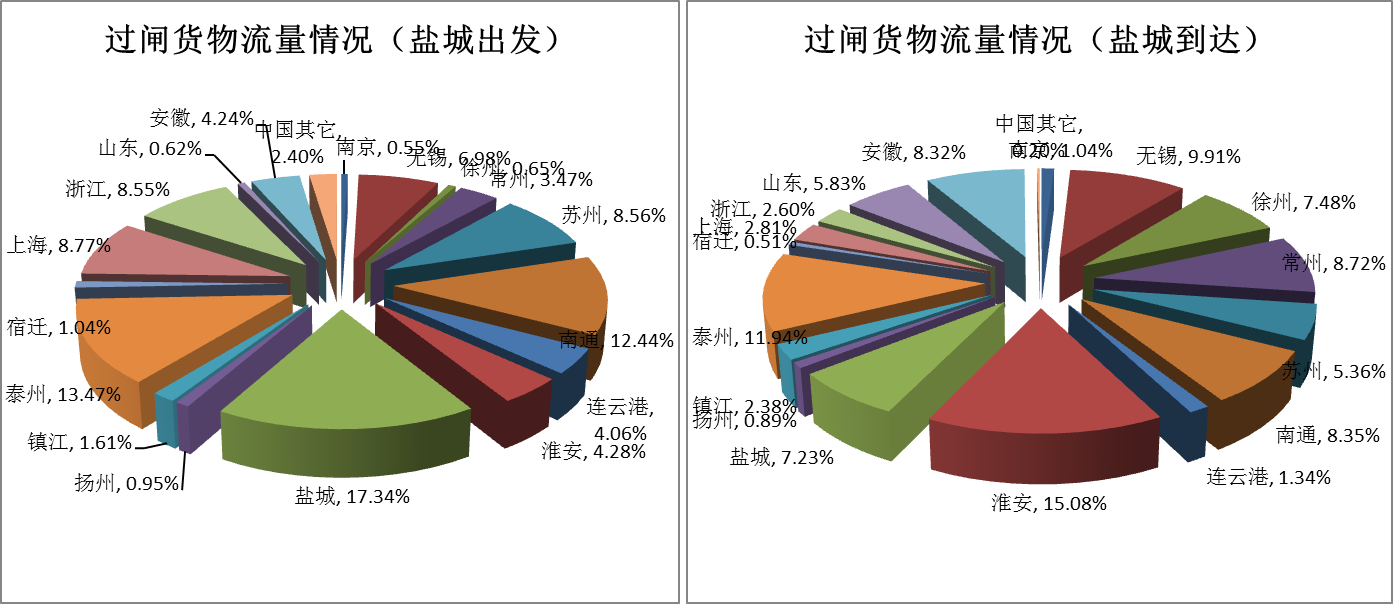 过闸货物流量情况（盐城出发）
南京, 0.55%
无锡, 6.98%
徐州, 0.65%
常州, 3.47%
苏州, 8.56%
南通, 12.44%
连云港,
4.06%
淮安, 4.28%
盐城, 17.34%
扬州, 0.95%
镇江, 1.61%
泰州, 13.47%
宿迁, 1.04%
上海, 8.77%
浙江, 8.55%
山东, 0.62%
安徽, 4.24%
中国其它,
2.40%
过闸货物流量情况（盐城到达）
南京, 1.04%
无锡, 9.91%
徐州, 7.48%
常州, 8.72%
苏州, 5.36%
南通, 8.35%
连云港, 1.34%
淮安, 15.08%
盐城, 7.23%
扬州, 0.89%
镇江, 2.38%
泰州, 11.94%
宿迁, 0.51%
上海, 2.81%
浙江, 2.60%
山东, 5.83%
安徽, 8.32%
中国其它,
0.20%